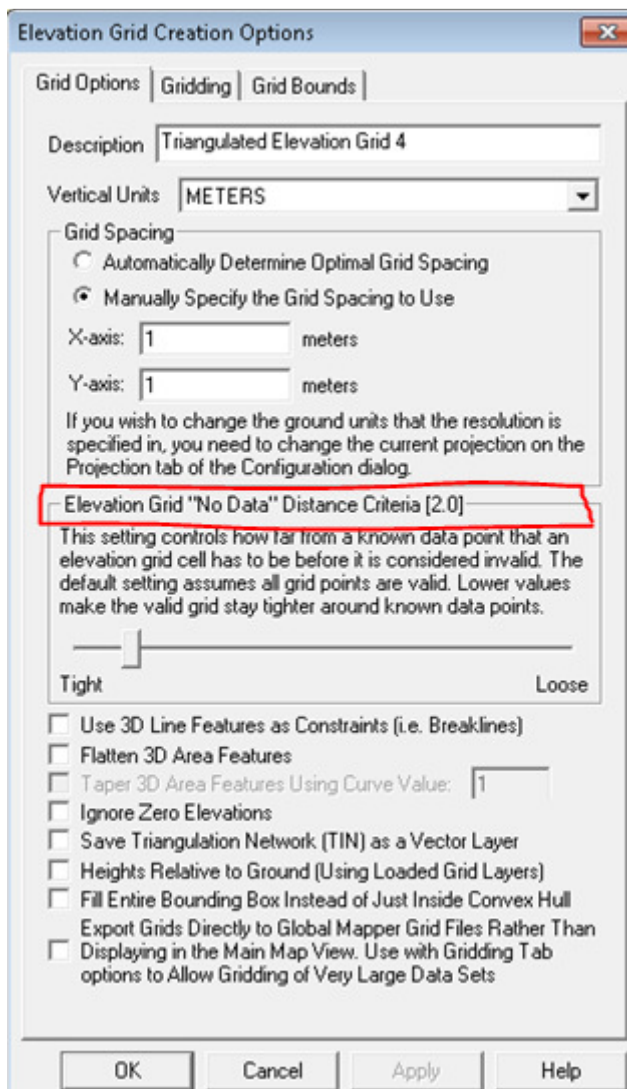 Elevation Grid Creation Options
Grid Options Gridding Grid Bounds
Description Triangulated Elevation Grid 4
Vertical Units METERS
Grid Spacing
Automatically Determine Optimal Grid Spacing
Manually Specify the Grid Spacing to Use
X-axis: 1 meters
Y-axis: 1 meters
If you wish to change the ground units that the resolution is
specified in, you need to change the current projection on the
Projection tab of the Configuration dialog.
Elevation Grid "No Data" Distance Criteria [2.0]
This setting controls how far from a known data point that an
elevation grid cell has to be before it is considered invalid. The
default setting assumes all grid points are valid. Lower values
make the valid grid stay tighter around known data points.
Tight Loose
Use 3D Line Features as Constraints (i.e. Breaklines)
Flatten 3D Area Features
Taper 3D Area Features Using Curve Value: 1
Ignore Zero Elevations
Save Triangulation Network (TIN) as a Vector Layer
Heights Relative to Ground (Using Loaded Grid Layers)
Fill Entire Bounding Box Instead of Just Inside Convex Hull
Export Grids Directly to Global Mapper Grid Files Rather Than
Displaying in the Main Map View. Use with Gridding Tab
options to Allow Gridding of Very Large Data Sets
OK Cancel Apply Help